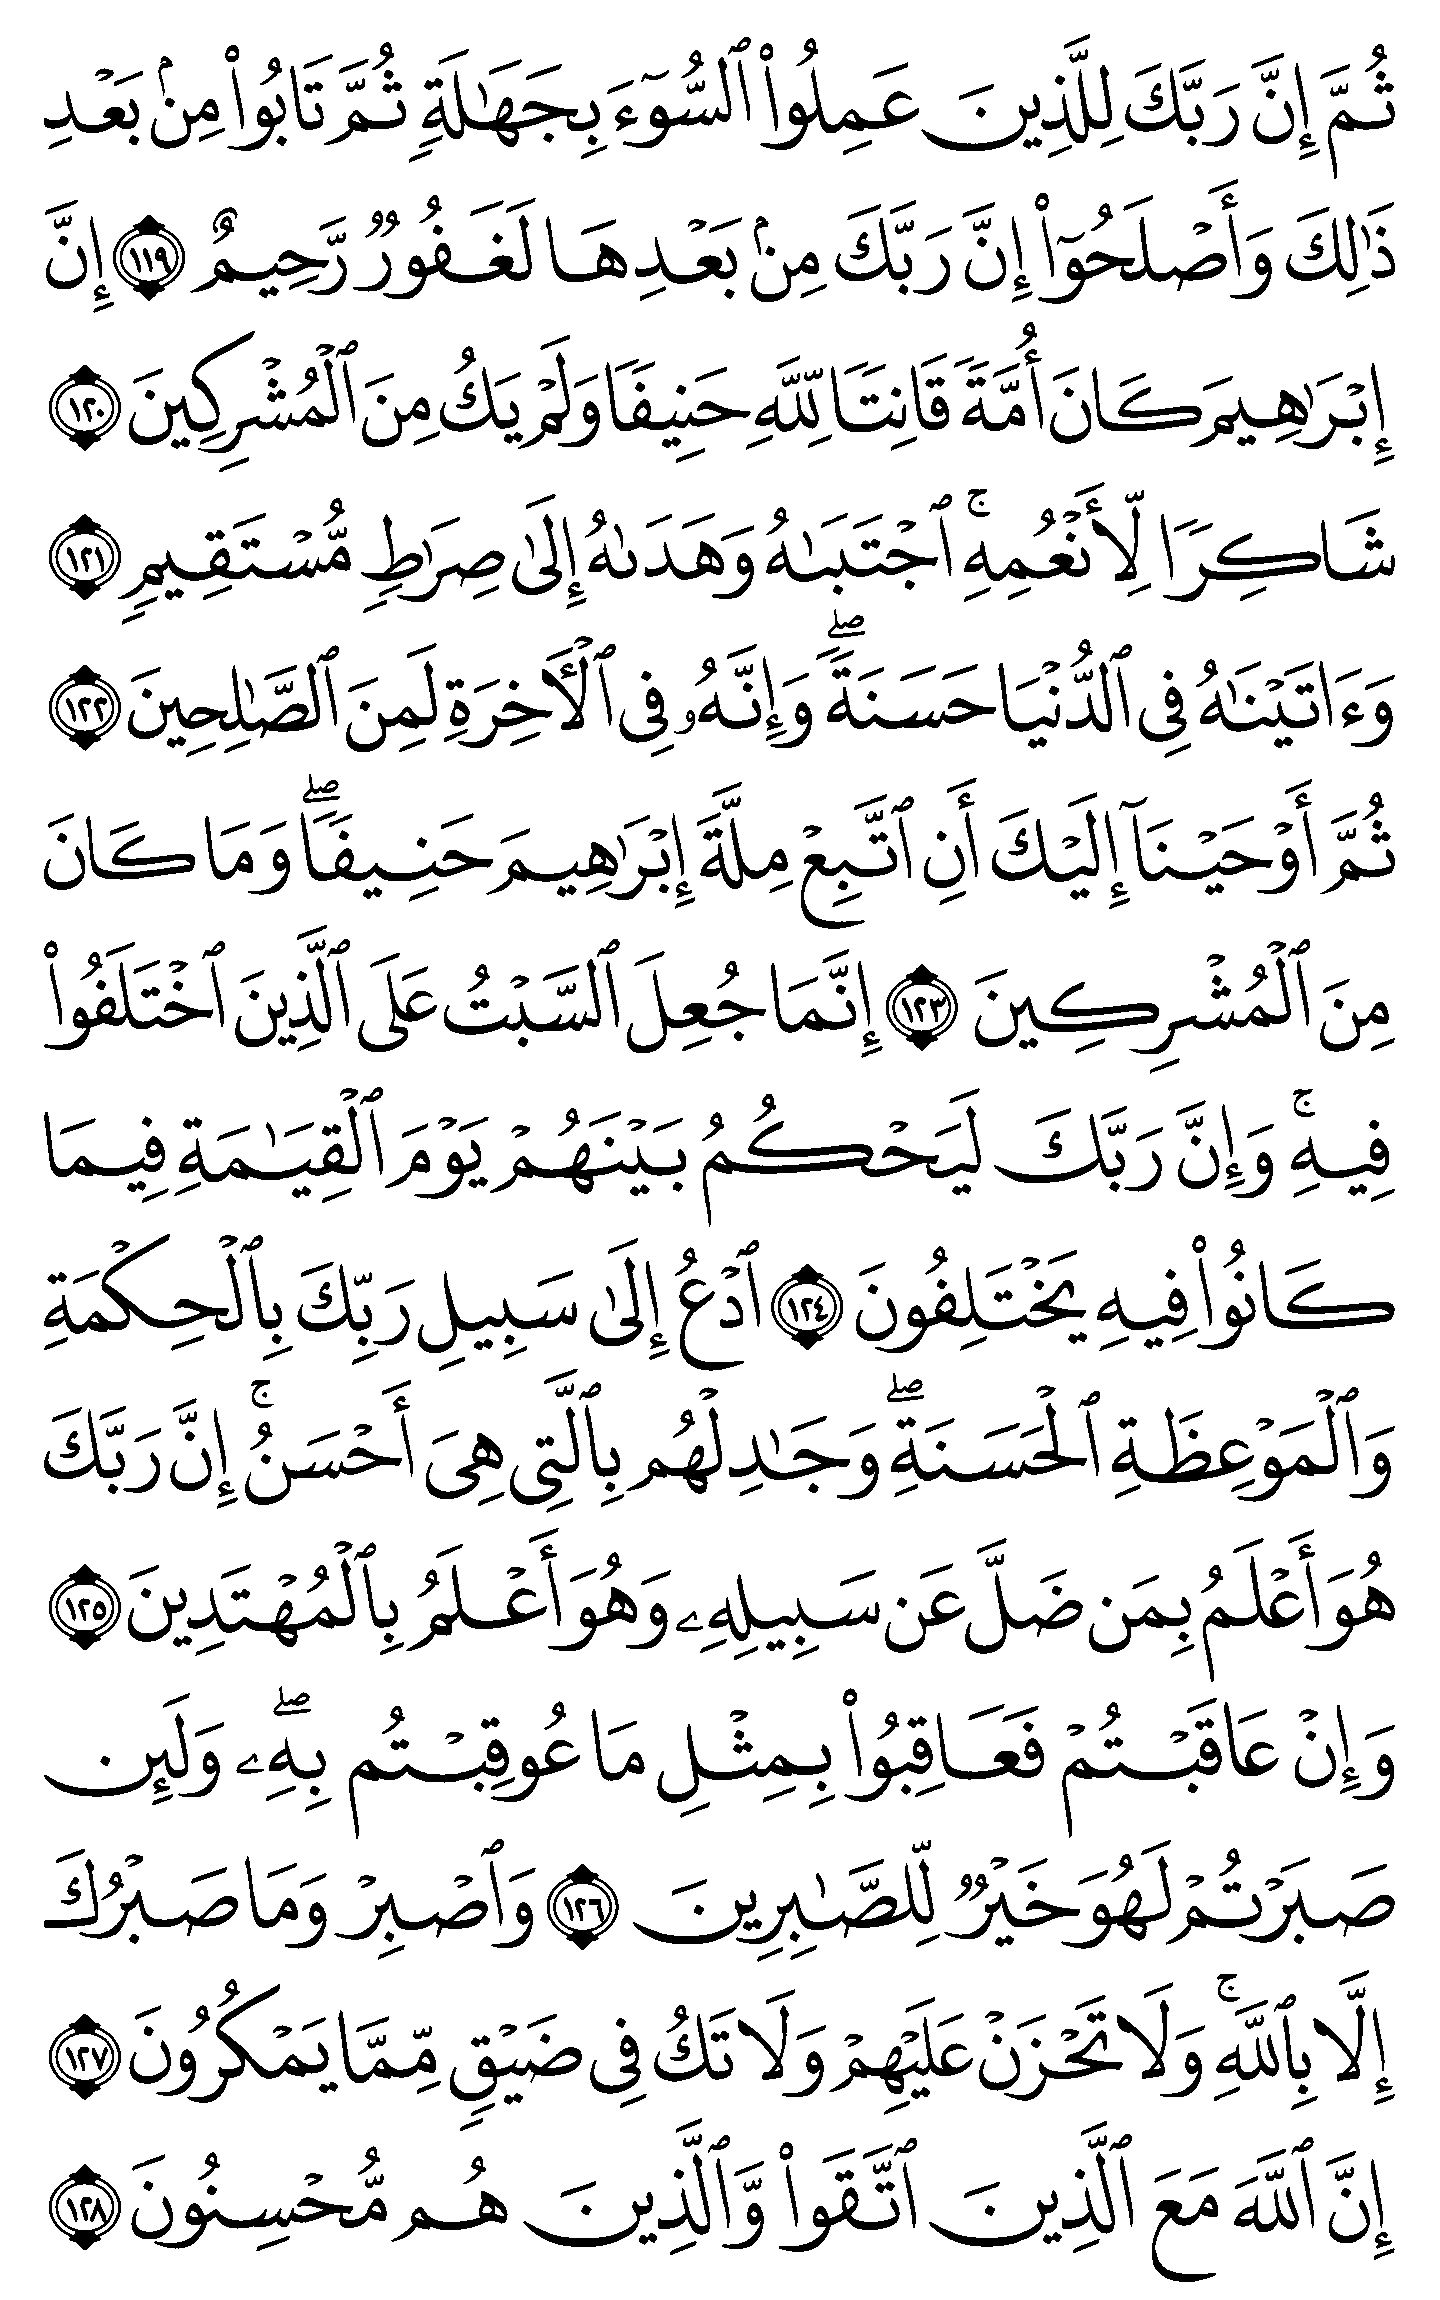 ثُمَّ إِنَّ رَبَّكَ لِلَّذِينَ عَمِلُوا۟ ٱلسُّوٓءَ بِجَهَٰلَةٍ ثُمَّ تَابُوا۟ مِنۢ بَعْدِ
ذَٰلِكَ وَأَصْلَحُوٓا۟ إِنَّ رَبَّكَ مِنۢ بَعْدِهَا لَغَفُورٌ رَّحِيمٌ ١١٩ إِنَّ
إِبْرَٰهِيمَ كَانَ أُمَّةً قَانِتًا لِّلَّهِ حَنِيفًا وَلَمْ يَكُ مِنَ ٱلْمُشْرِكِينَ ١٢٠
شَاكِرًا لِّأَنْعُمِهِ ۚ ٱجْتَبَىٰهُ وَهَدَىٰهُ إِلَىٰ صِرَٰطٍ مُّسْتَقِيمٍ ١٢١
وَءَاتَيْنَٰهُ فِى ٱلدُّنْيَا حَسَنَةً ۖ وَإِنَّهُۥ فِى ٱلْأَخِرَةِ لَمِنَ ٱلصَّٰلِحِينَ ١٢٢
ثُمَّ أَوْحَيْنَآ إِلَيْكَ أَنِ ٱتَّبِعْ مِلَّةَ إِبْرَٰهِيمَ حَنِيفًا ۖ وَمَا كَانَ
مِنَ ٱلْمُشْرِكِينَ ١٢٣ إِنَّمَا جُعِلَ ٱلسَّبْتُ عَلَى ٱلَّذِينَ ٱخْتَلَفُوا۟
فِيهِ ۚ وَإِنَّ رَبَّكَ لَيَحْكُمُ بَيْنَهُمْ يَوْمَ ٱلْقِيَٰمَةِ فِيمَا
كَانُوا۟ فِيهِ يَخْتَلِفُونَ ١٢٤ ٱدْعُ إِلَىٰ سَبِيلِ رَبِّكَ بِٱلْحِكْمَةِ
وَٱلْمَوْعِظَةِ ٱلْحَسَنَةِ ۖ وَجَٰدِلْهُم بِٱلَّتِى هِىَ أَحْسَنُ ۚ إِنَّ رَبَّكَ
هُوَ أَعْلَمُ بِمَن ضَلَّ عَن سَبِيلِهِۦ وَهُوَ أَعْلَمُ بِٱلْمُهْتَدِينَ ١٢٥
وَإِنْ عَاقَبْتُمْ فَعَاقِبُوا۟ بِمِثْلِ مَا عُوقِبْتُم بِهِۦ ۖ وَلَئِن
صَبَرْتُمْ لَهُوَ خَيْرٌ لِّلصَّٰبِرِينَ ١٢٦ وَٱصْبِرْ وَمَا صَبْرُكَ
إِلَّا بِٱللَّهِ ۚ وَلَا تَحْزَنْ عَلَيْهِمْ وَلَا تَكُ فِى ضَيْقٍ مِّمَّا يَمْكُرُونَ ١٢٧
إِنَّ ٱللَّهَ مَعَ ٱلَّذِينَ ٱتَّقَوا۟ وَّٱلَّذِينَ هُم مُّحْسِنُونَ ١٢٨